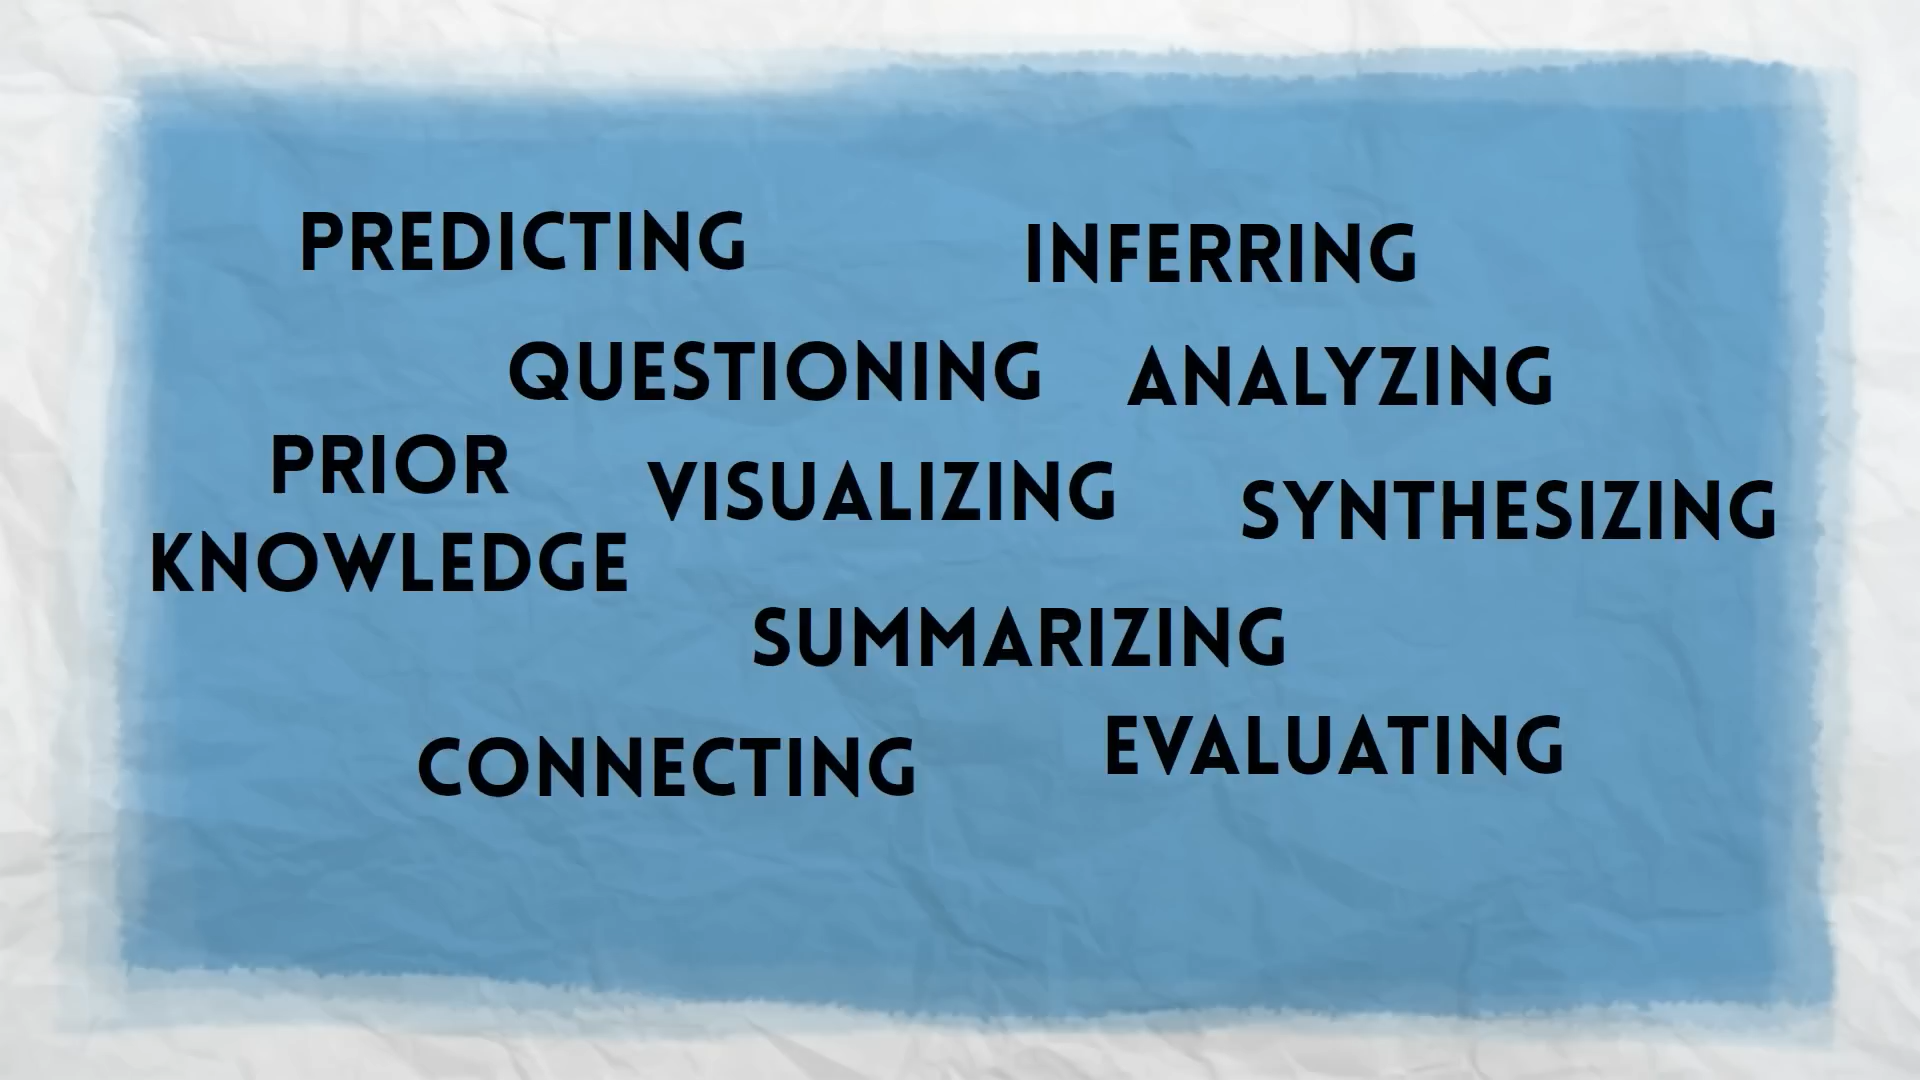 PREDICTING
INFERRING
QUESTIONING
ANALYZING
PRIOR
KNOWLEDGE
VISUALIZING
SYNTHESIZING
SUMMARIZING
CONNECTING
EVALUATING